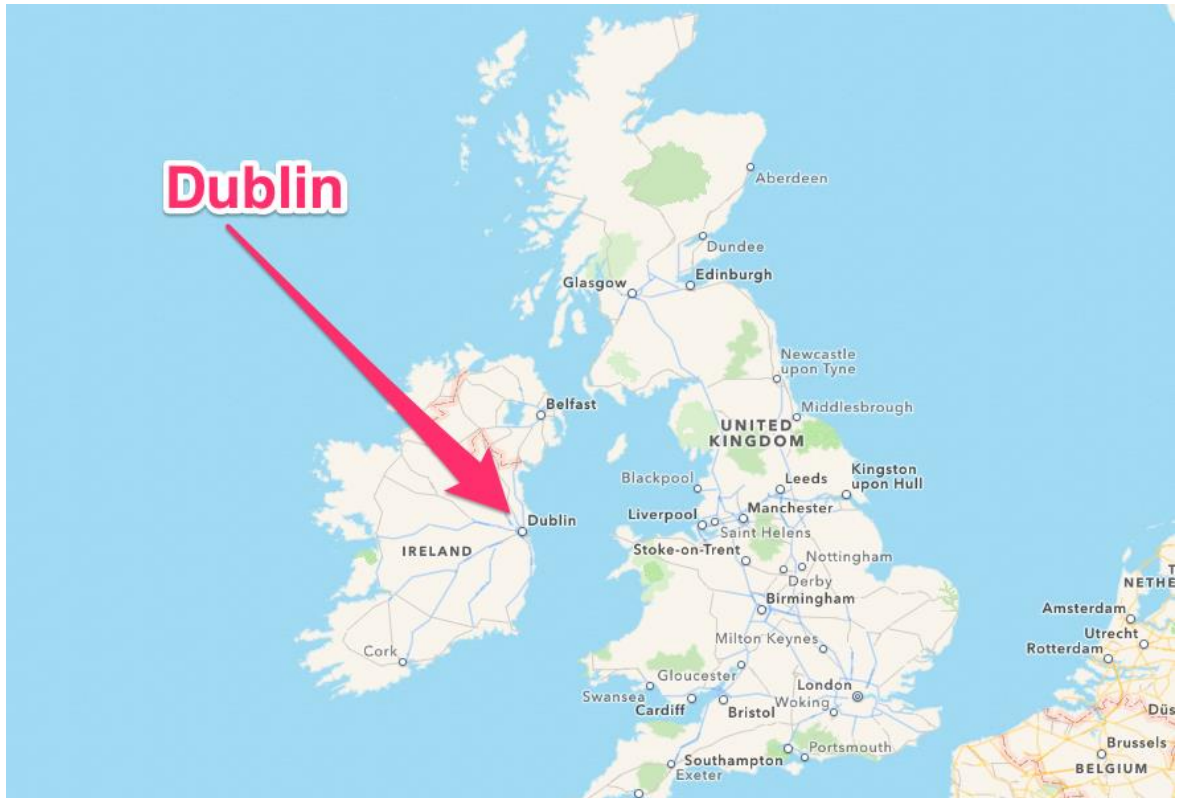 Dublin
Aberdeen
Dundee
Edinburgh
Glasgow
Newcastle
upon Tyne
Belfast
Middlesbrough
UNITED
KINGDOM
Kingston
upon Hull
Blackpool
Leeds
Liverpool
Manchester
Dublin
Saint Helens
IRELAND
Stoke-on-Trent
Nottingham
Derby
NETHE
Birmingham
Amsterdam
Utrecht
Milton Keynes
Rotterdam
Cork
Gloucester
London
Swansea
Cardiff
Bristol
Woking
Düs
Brussels
Portsmouth
Southampton
BELGIUM
Exeter